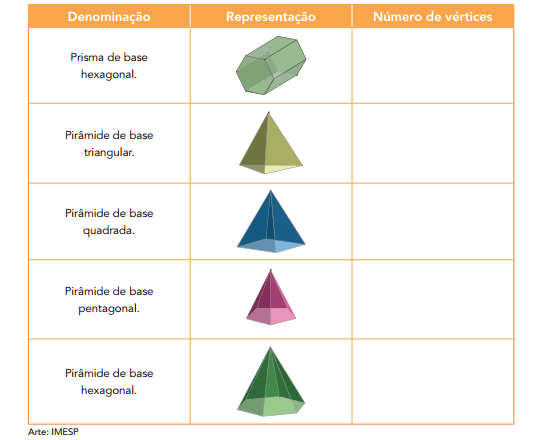 Denominação Representação Número de vértices
Prisma de base
hexagonal.
Pirâmide de base
triangular.
Pirâmide de base
quadrada.
Pirâmide de base
pentagonal.
Pirâmide de base
hexagonal.
Arte: IMESP